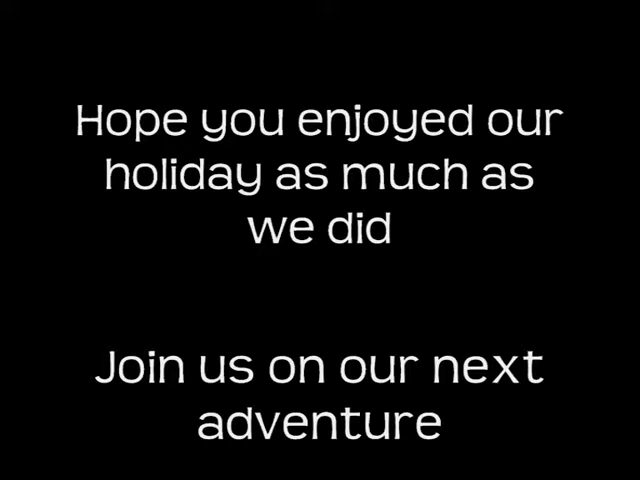 Hope you enjoyed our
holiday as much as
we did
Join us on our next
adventure